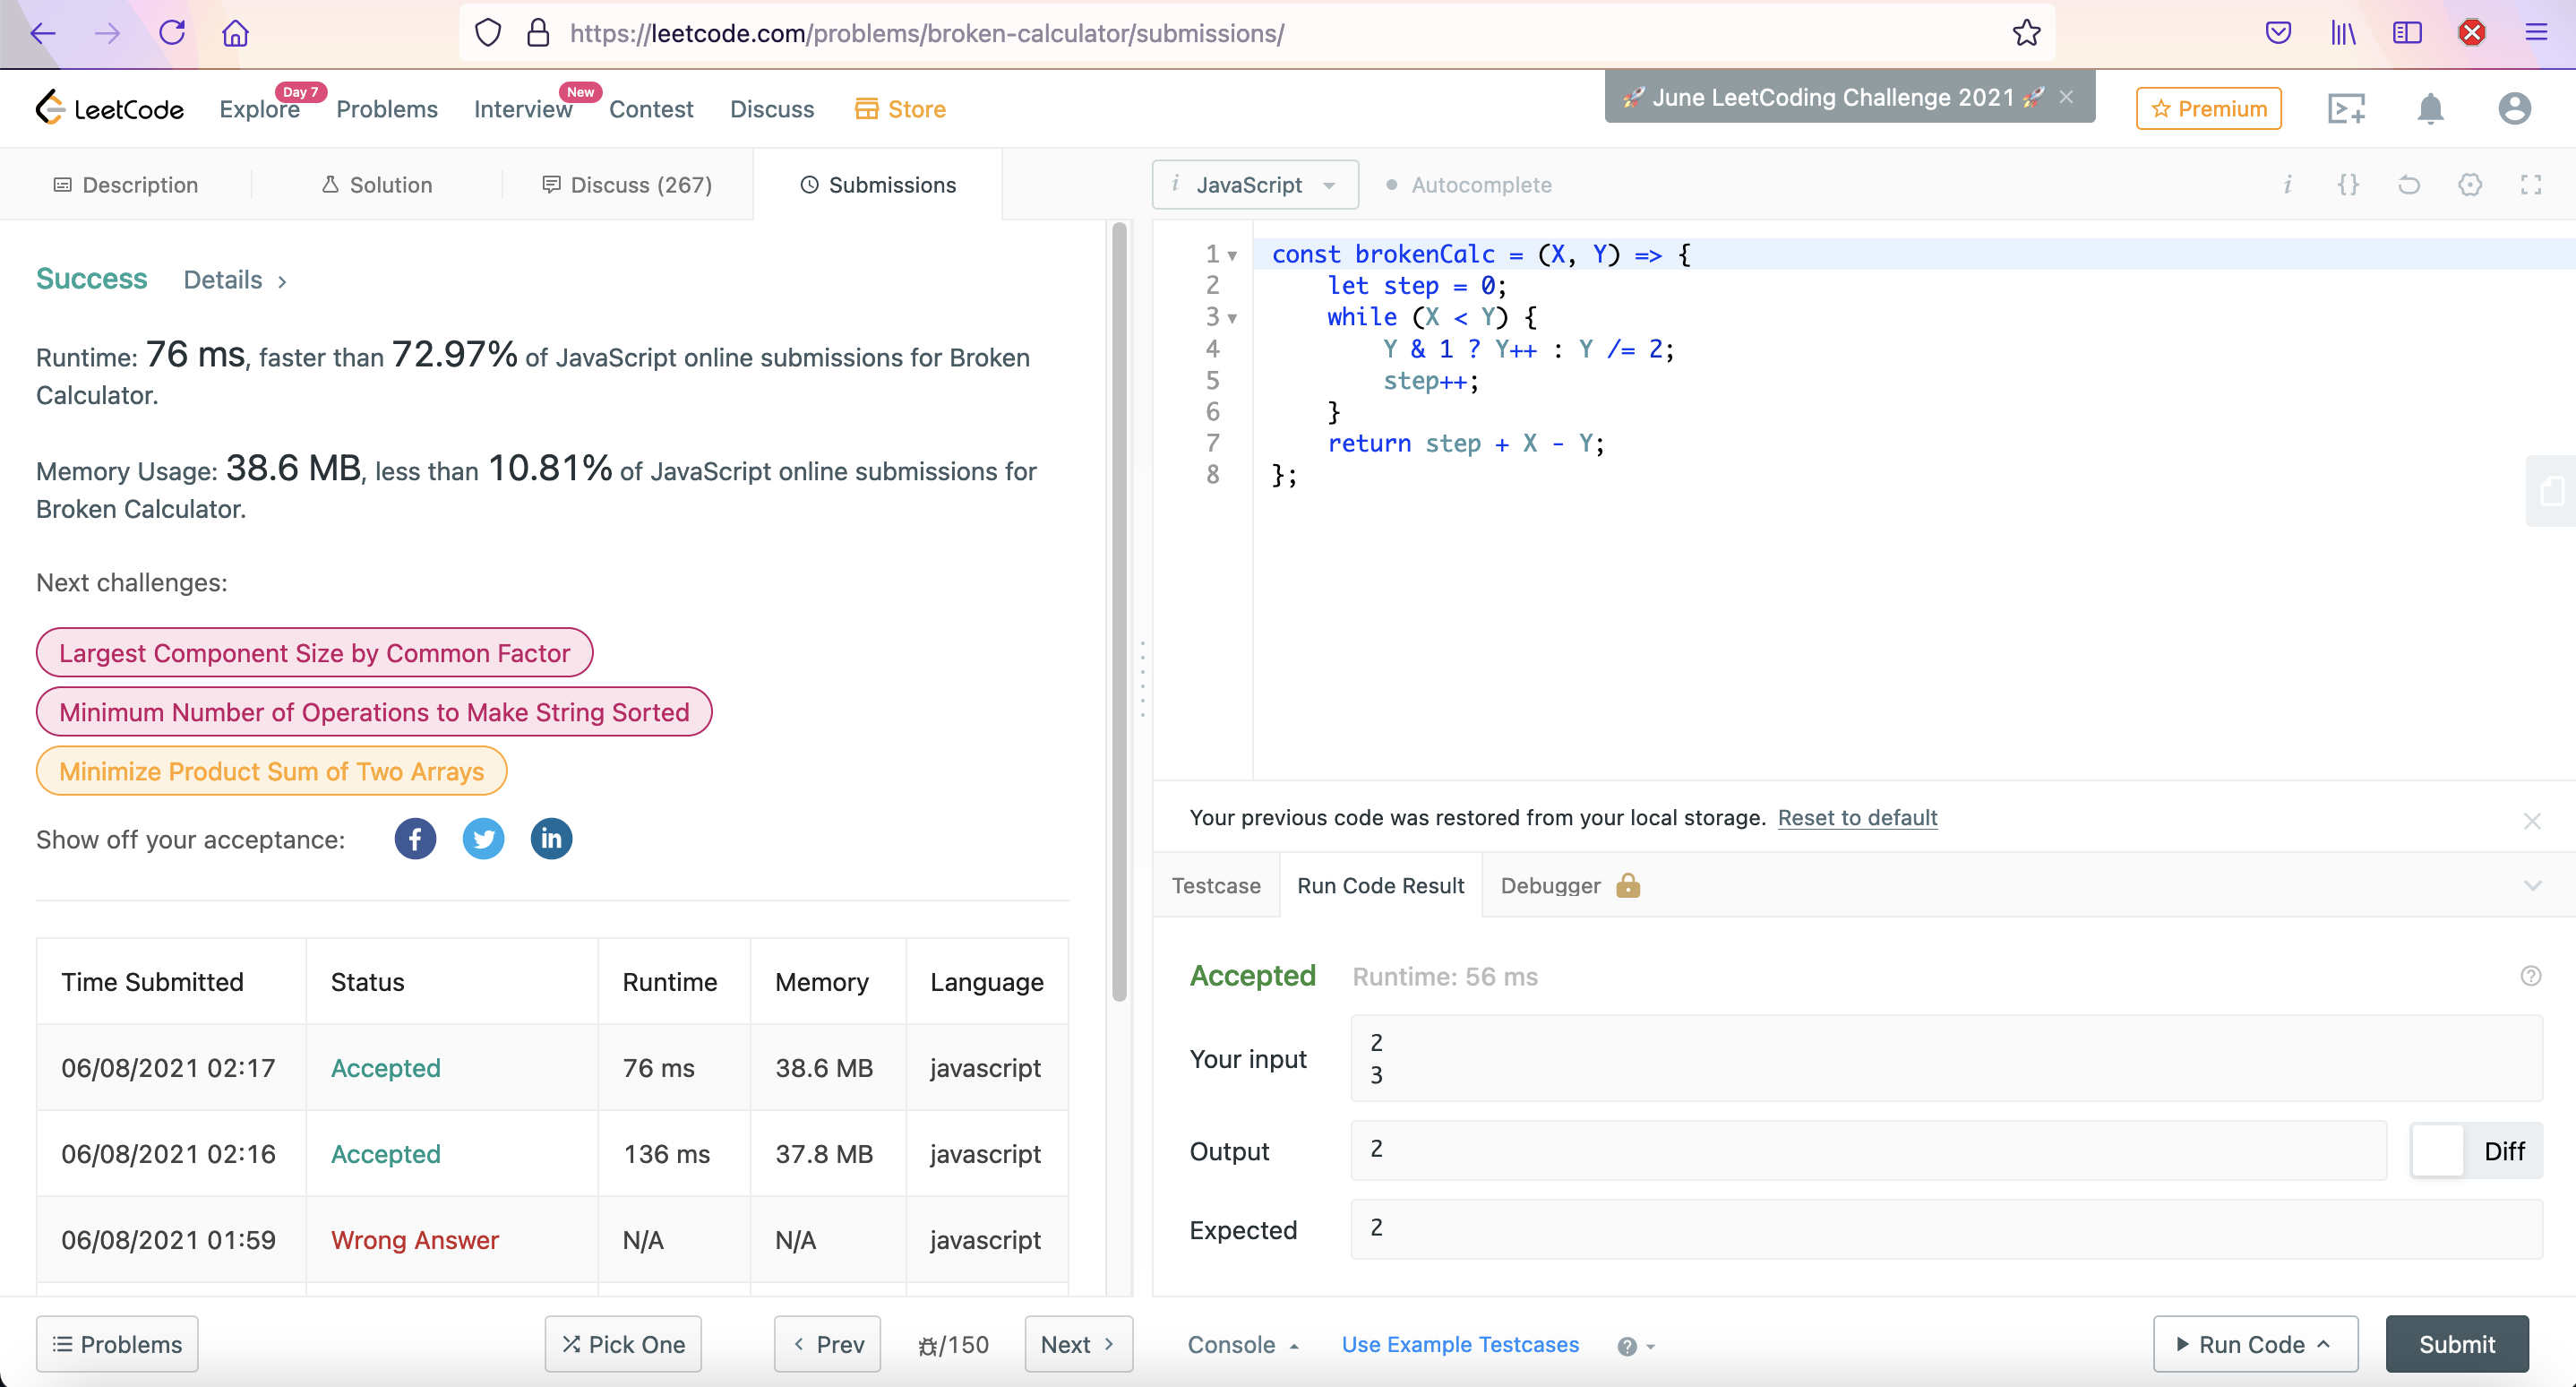 https://leetcode.com/problems/broken-calculator/submissions/
LeetCode
Explore
Day 7
Problems
Interview
New
Contest
Discuss
Store
🚀 June LeetCoding Challenge 2021 🚀 ×
Premium
Description
Solution
Discuss (267)
Submissions
i JavaScript
Autocomplete
i {}
Success Details >
Runtime: 76 ms, faster than 72.97% of JavaScript online submissions for Broken
Calculator.
Memory Usage: 38.6 MB, less than 10.81% of JavaScript online submissions for
Broken Calculator.
Next challenges:
Largest Component Size by Common Factor
Minimum Number of Operations to Make String Sorted
Minimize Product Sum of Two Arrays
Show off your acceptance: f in
Time Submitted Status Runtime Memory Language
06/08/2021 02:17 Accepted 76 ms 38.6 MB javascript
06/08/2021 02:16 Accepted 136 ms 37.8 MB javascript
06/08/2021 01:59 Wrong Answer N/A N/A javascript
1 const brokenCalc = (X, Y) => {
2 let step = 0;
3 while (X < Y) {
4 Y & 1 ? Y++ : Y /= 2;
5 step++;
6 }
7 return step + X - Y;
8 };
Your previous code was restored from your local storage. Reset to default
Testcase
Run Code Result
Debugger
Accepted Runtime: 56 ms
Your input
2
3
Output
2
Diff
Expected
2
Problems
Pick One
< Prev
/150
Next >
Console
Use Example Testcases
?
Run Code
Submit